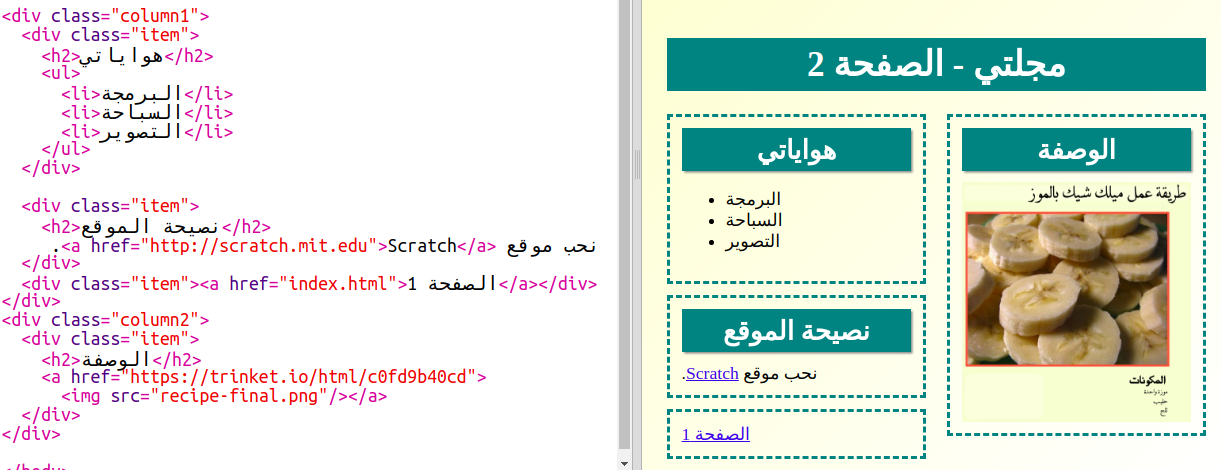 <div class="column1">
<div class="item">
<h2>هواياتي</h2>
<ul>
<li>البرمجة</li>
<li>السباحة</li>
<li>التصوير</li>
</ul>
</div>
<div class="item">
<h2>نصيحة الموقع</h2>
نحب موقع <a href="http://scratch.mit.edu">Scratch</a>.
</div>
<div class="item"><a href="index.html">الصفحة 1</a></div>
</div>
<div class="column2">
<div class="item">
<h2>الوصفة</h2>
<a href="https://trinket.io/html/c0fd9b40cd">
<img src="recipe-final.png"/></a>
</div>
</div>
</body>
مجلتي - الصفحة 2
هواياتي
البرمجة
السباحة
التصوير
نصيحة الموقع
نحب موقع Scratch.
الصفحة 1
الوصفة
طريقة عمل ميلك شيك بالموز
المكونات
موزة واحدة
حليب
ثلج